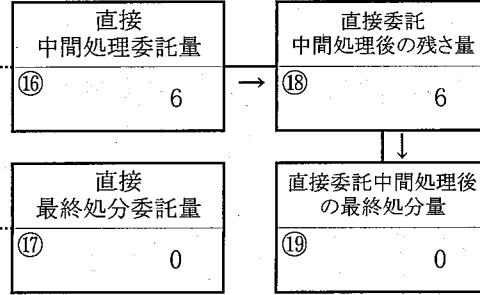 直接
中間処理委託量
⑯
6
→
直接委託
中間処理後の残さ量
⑱
6
↓
直接
最終処分委託量
⑰
0
直接委託中間処理後
の最終処分量
⑲
0